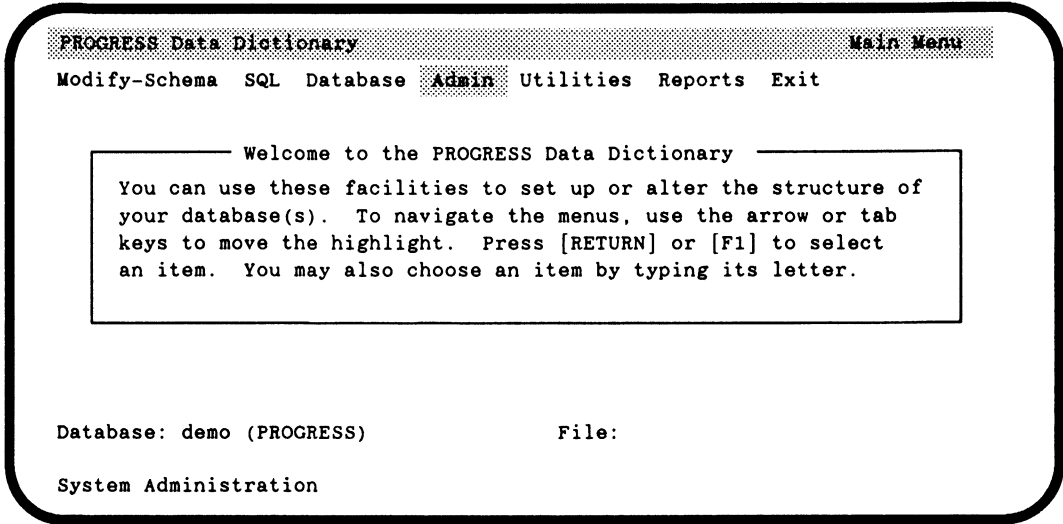 PROGRESS Data Dictionary Main Menu
Modify-Schema SQL Database Admin Utilities Reports Exit
Welcome to the PROGRESS Data Dictionary
You can use these facilities to set up or alter the structure of
your database(s). To navigate the menus, use the arrow or tab
keys to move the highlight. Press [RETURN] or [F1] to select
an item. You may also choose an item by typing its letter.
Database: demo (PROGRESS) File:
System Administration